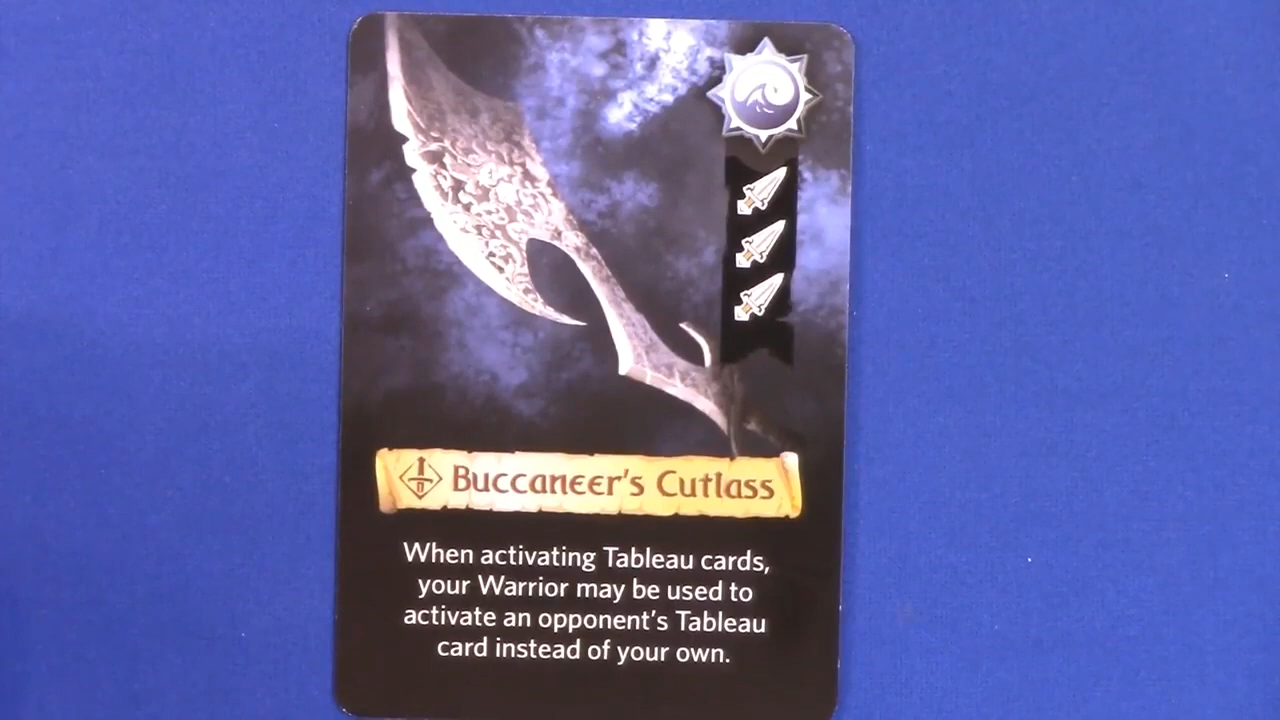 Buccaneer's Cutlass
When activating Tableau cards,
your Warrior may be used to
activate an opponent's Tableau
card instead of your own.